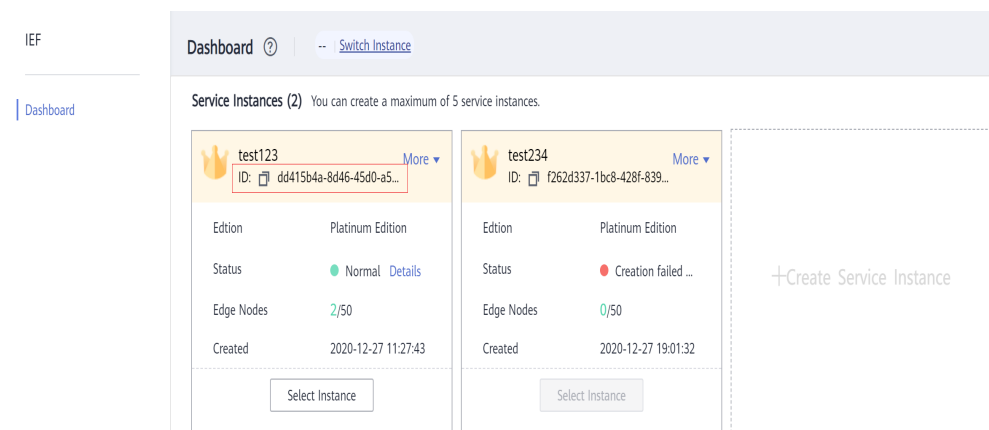 IEF
Dashboard
Dashboard ? -- Switch Instance
Service Instances (2) You can create a maximum of 5 service instances.
test123 More
ID: dd415b4a-8d46-45d0-a5...
Edtion Platinum Edition
Status Normal Details
Edge Nodes 2/50
Created 2020-12-27 11:27:43
Select Instance
test234 More
ID: f262d337-1bc8-428f-839...
Edtion Platinum Edition
Status Creation failed ...
Edge Nodes 0/50
Created 2020-12-27 19:01:32
Select Instance
+Create Service Instance